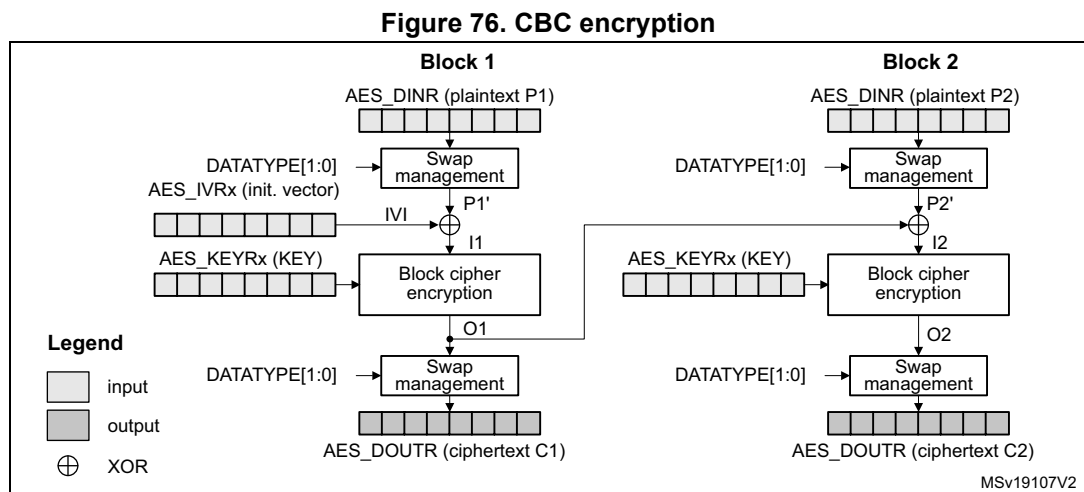 Figure 76. CBC encryption
Block 1
Block 2
AES_DINR (plaintext P1)
AES_DINR (plaintext P2)
DATATYPE[1:0]
Swap
management
DATATYPE[1:0]
Swap
management
AES_IVRx (init. vector)
IVI
P1'
P2'
I1
I2
AES_KEYRx (KEY)
Block cipher
encryption
AES_KEYRx (KEY)
Block cipher
encryption
O1
O2
Legend
input
output
XOR
DATATYPE[1:0]
Swap
management
DATATYPE[1:0]
Swap
management
AES_DOUTR (ciphertext C1)
AES_DOUTR (ciphertext C2)
MSv19107V2